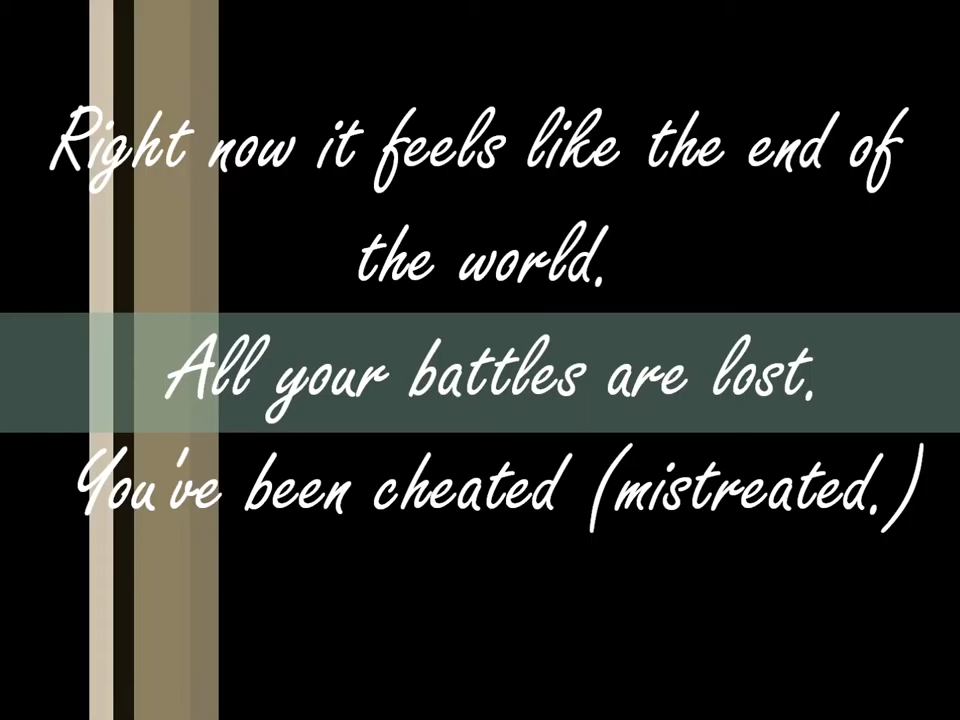 Right now it feels like the end of
the world.
All your battles are lost.
You've been cheated (mistreated.)